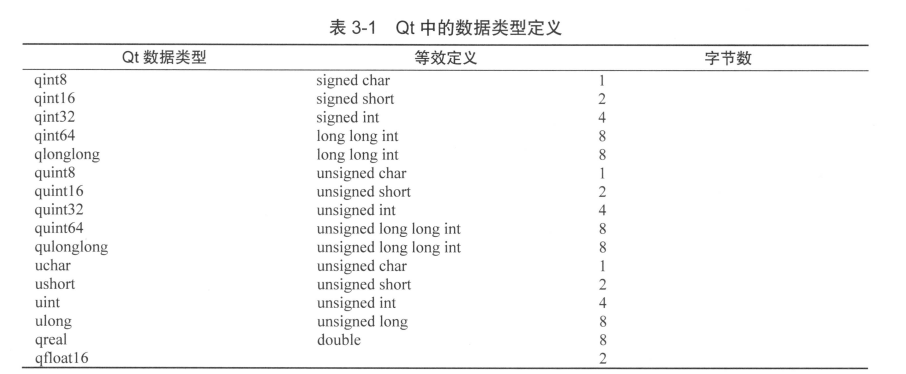 表 3-1 Qt 中的数据类型定义
Qt 数据类型 等效定义 字节数
qint8 signed char 1
qint16 signed short 2
qint32 signed int 4
qint64 long long int 8
qlonglong long long int 8
quint8 unsigned char 1
quint16 unsigned short 2
quint32 unsigned int 4
quint64 unsigned long long int 8
qulonglong unsigned long long int 8
uchar unsigned char 1
ushort unsigned short 2
uint unsigned int 4
ulong unsigned long 8
qreal double 8
qfloat16 2